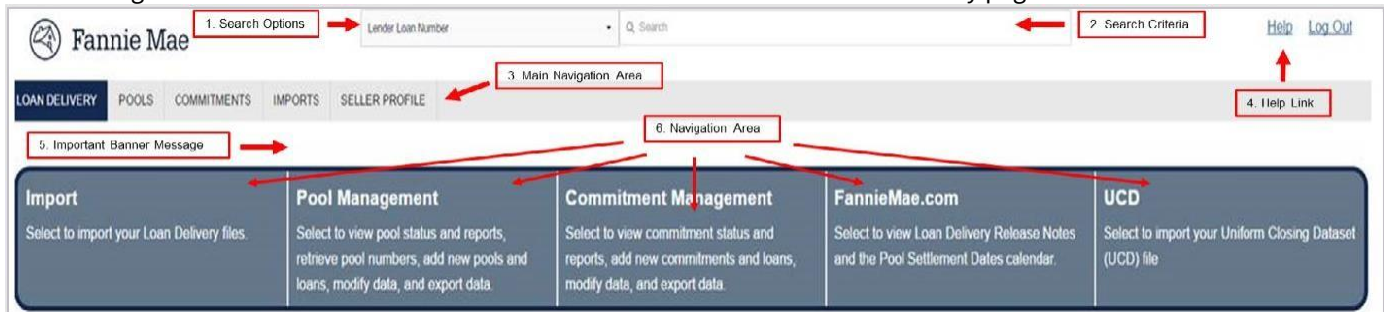 1. Search Options
Lender Loan Number
Search
2. Search Criteria
Help Log Out
Fannie Mae
3. Main Navigation Area
LOAN DELIVERY POOLS COMMITMENTS IMPORTS SELLER PROFILE
4. Help Link
6. Navigation Area
5. Important Banner Message
Import
Select to import your Loan Delivery files.
Pool Management
Select to view pool status and reports,
retrieve pool numbers, add new pools and
loans, modify data, and export data.
Commitment Management
Select to view commitment status and
reports, add new commitments and loans,
modify data, and export data.
FannieMae.com
Select to view Loan Delivery Release Notes
and the Pool Settlement Dates calendar.
UCD
Select to import your Uniform Closing Dataset
(UCD) file